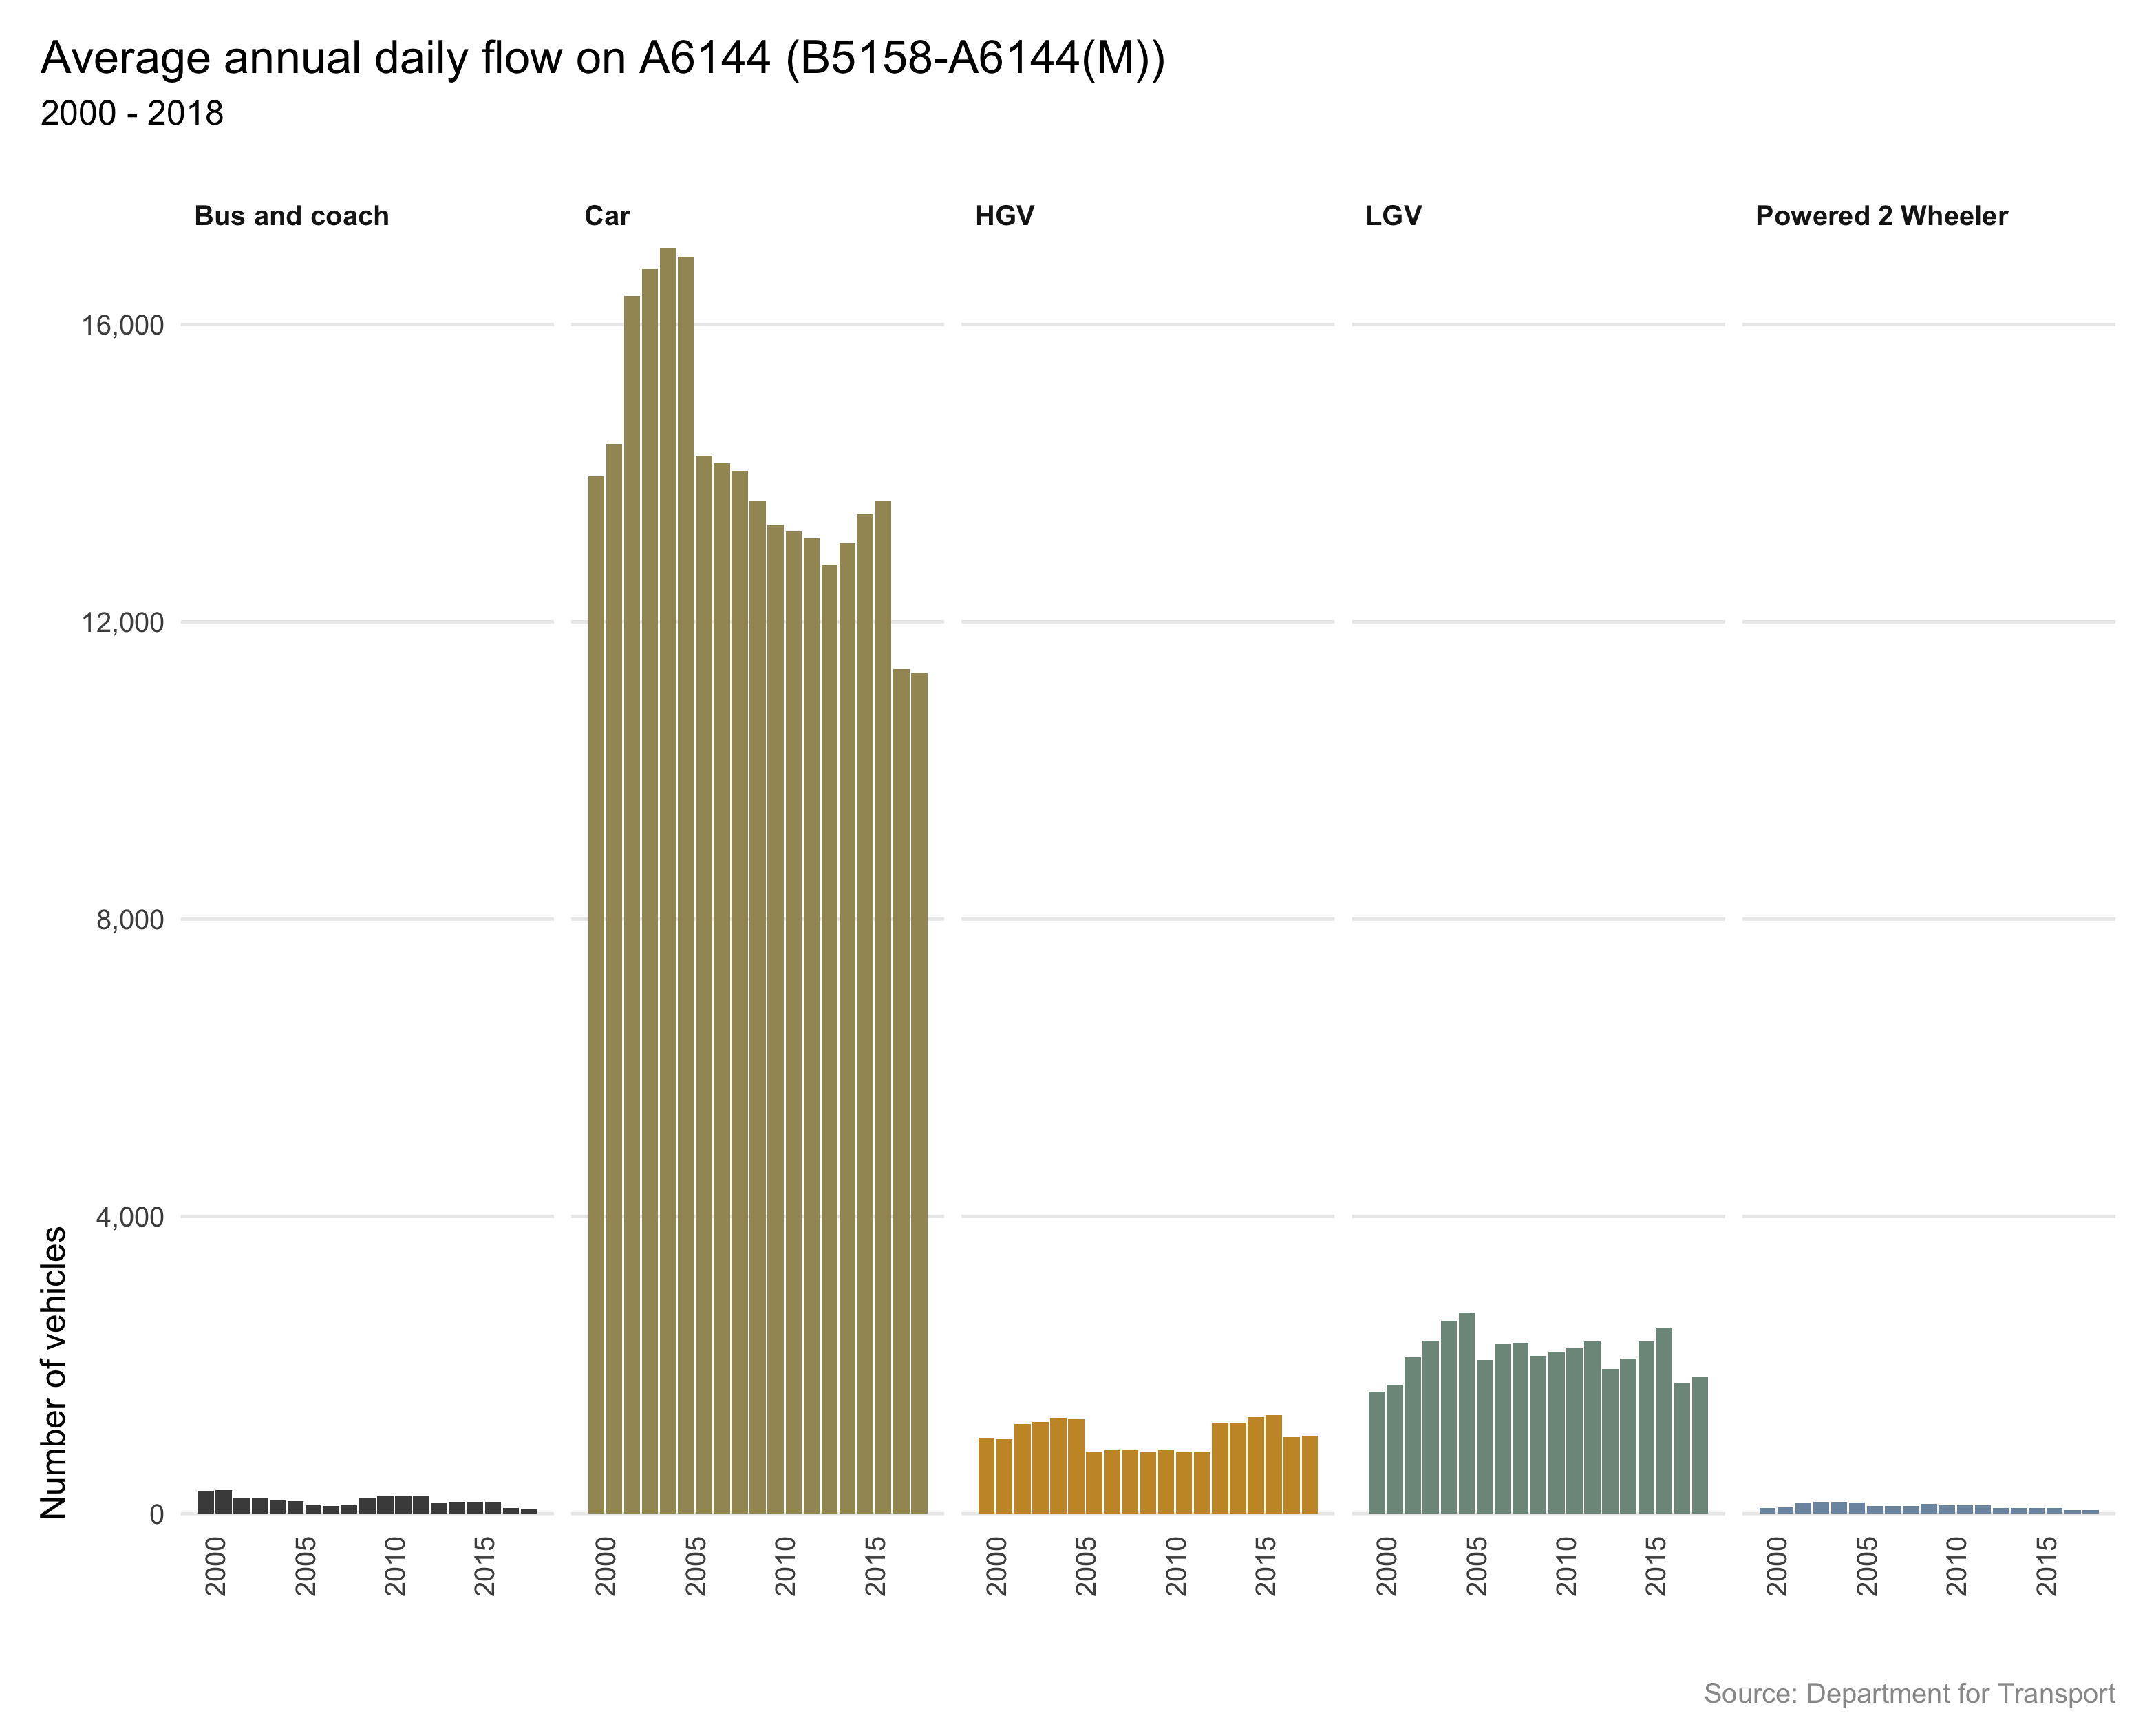 Average annual daily flow on A6144 (B5158-A6144(M))
2000 - 2018
Bus and coach
Car
HGV
LGV
Powered 2 Wheeler
16,000
12,000
8,000
4,000
0
Number of vehicles
2000 2005 2010 2015
2000 2005 2010 2015
2000 2005 2010 2015
2000 2005 2010 2015
2000 2005 2010 2015
Source: Department for Transport